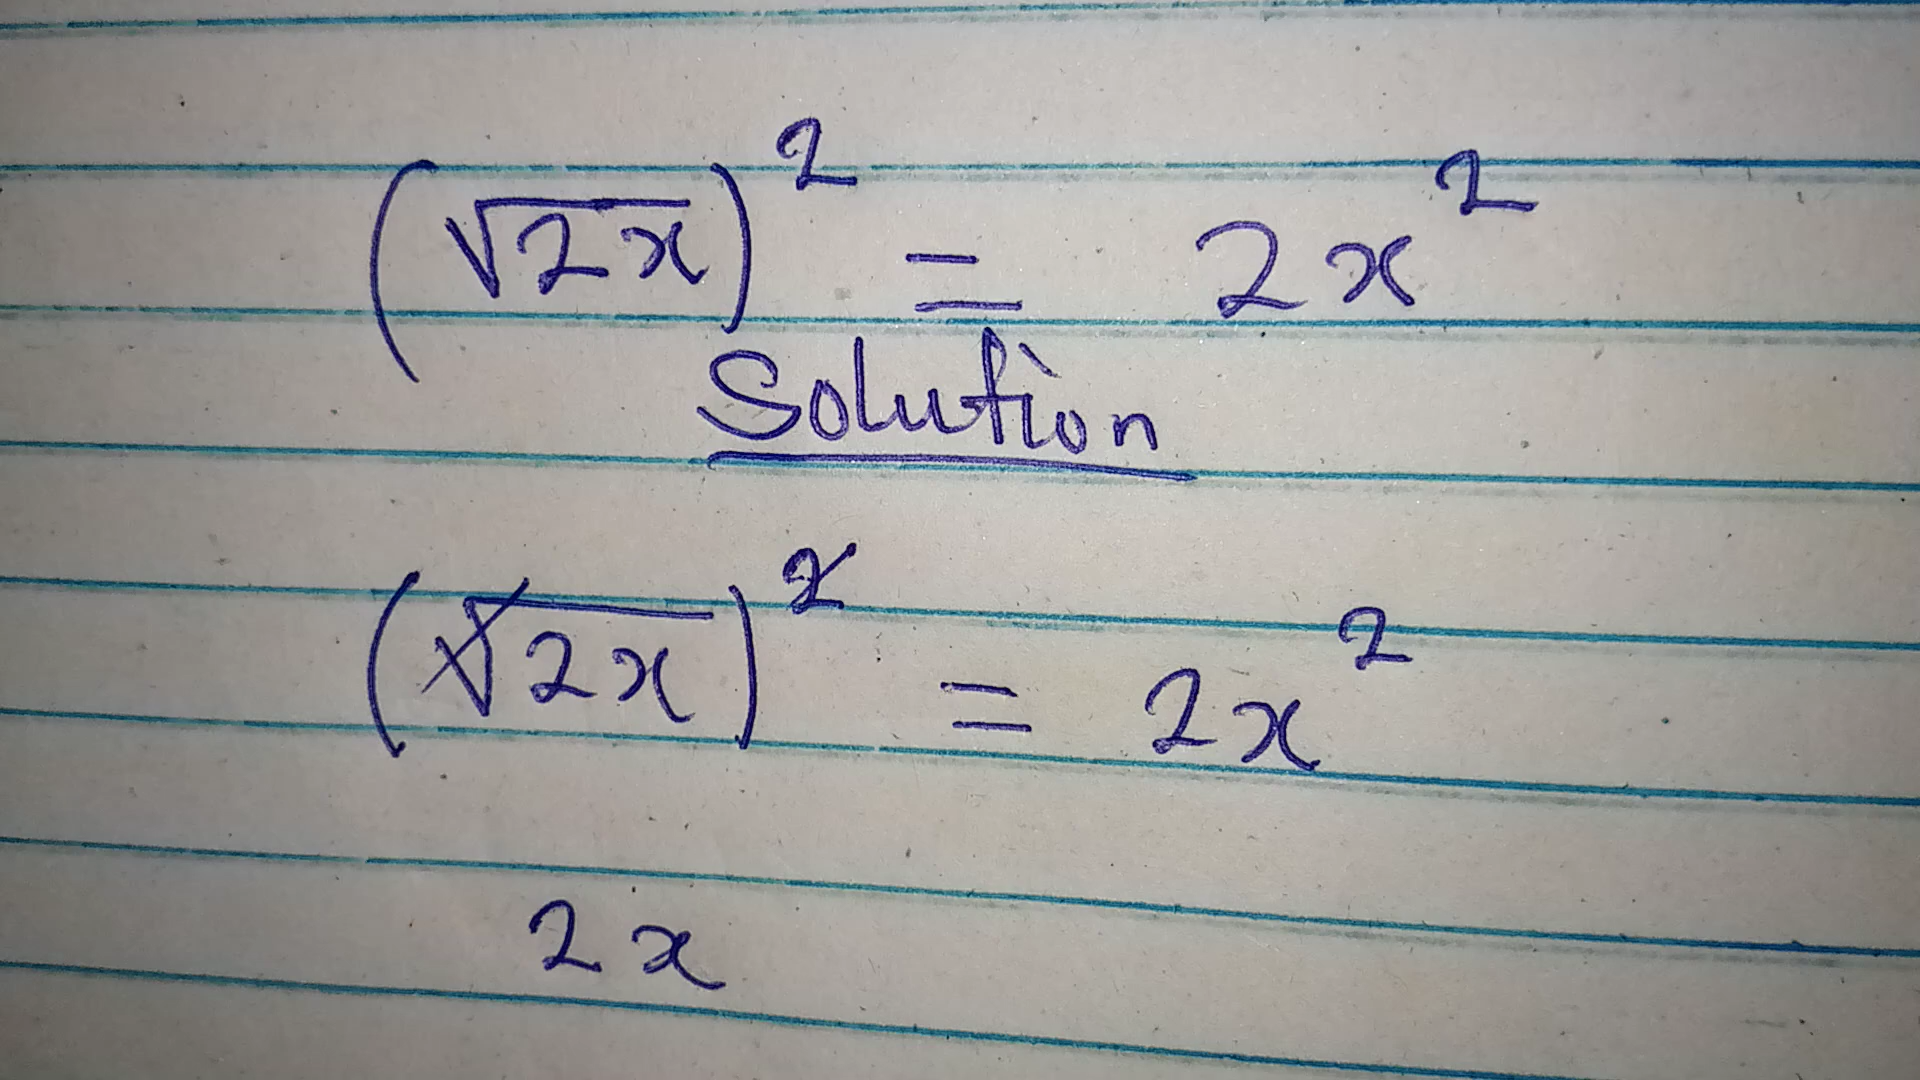 (√2x)² = 2x²
Solution
(√2x)² = 2x²
2x